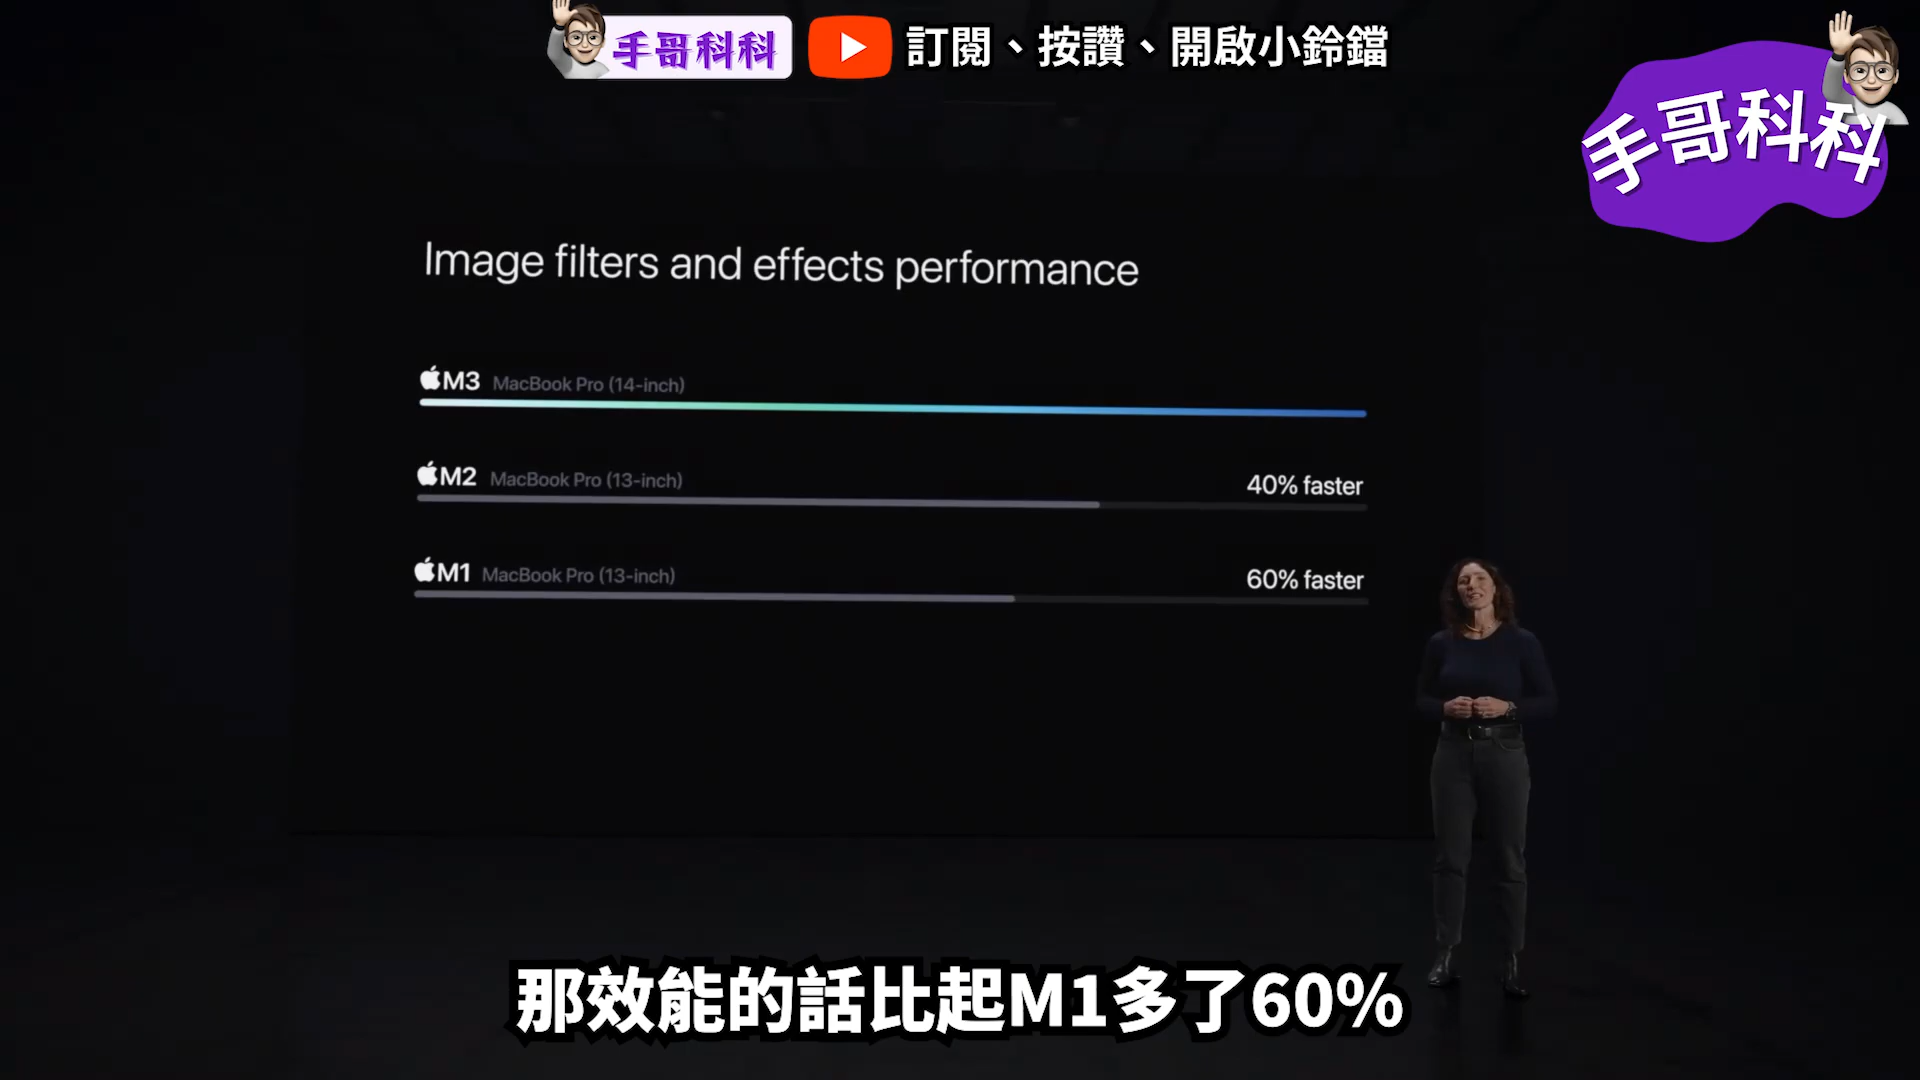 手哥科科
訂閱、按讚、開啟小鈴鐺
手哥科科
Image filters and effects performance
M3 MacBook Pro (14-inch)
M2 MacBook Pro (13-inch)
40% faster
M1 MacBook Pro (13-inch)
60% faster
那效能的話比起M1多了60%